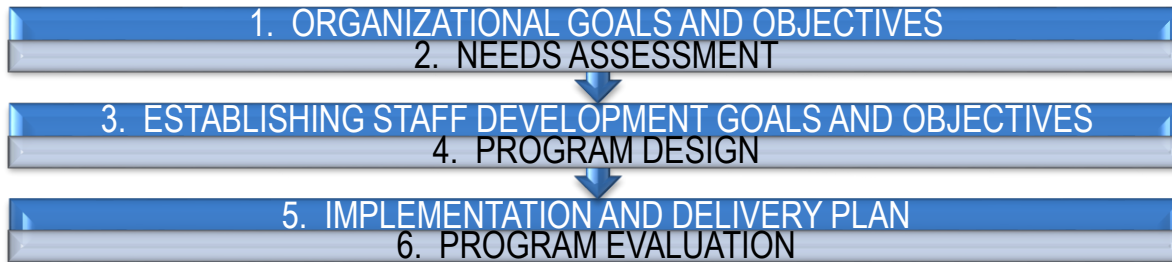 1. ORGANIZATIONAL GOALS AND OBJECTIVES
2. NEEDS ASSESSMENT
3. ESTABLISHING STAFF DEVELOPMENT GOALS AND OBJECTIVES
4. PROGRAM DESIGN
5. IMPLEMENTATION AND DELIVERY PLAN
6. PROGRAM EVALUATION